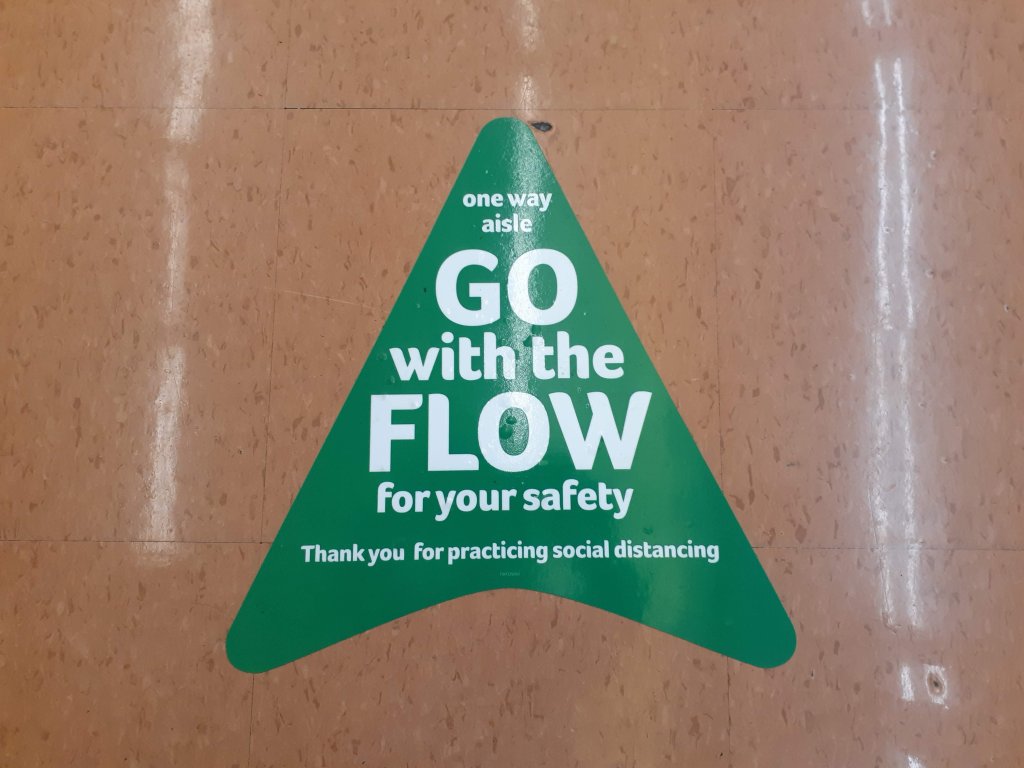 one way
aisle
GO
with the
FLOW
for your safety
Thank you for practicing social distancing